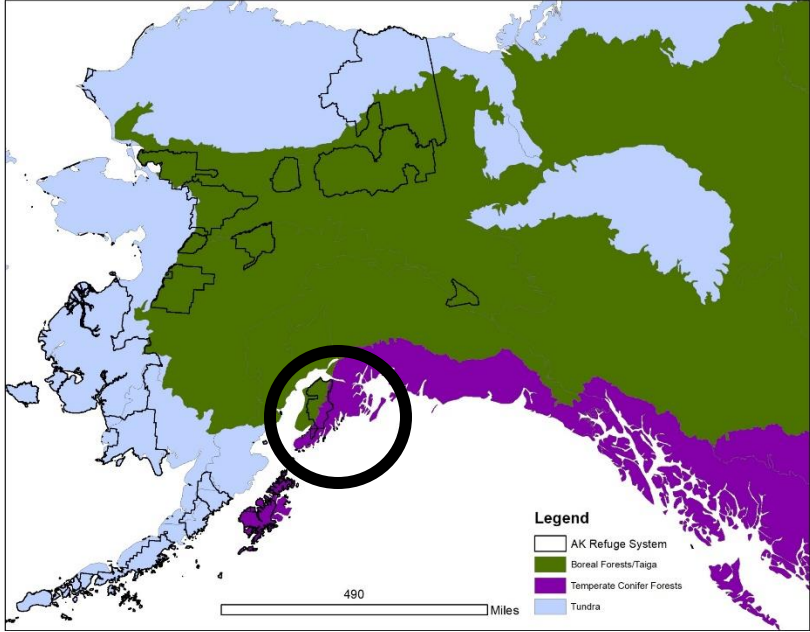 Legend
AK Refuge System
Boreal Forests/Taiga
Temperate Conifer Forests
Tundra
490
Miles